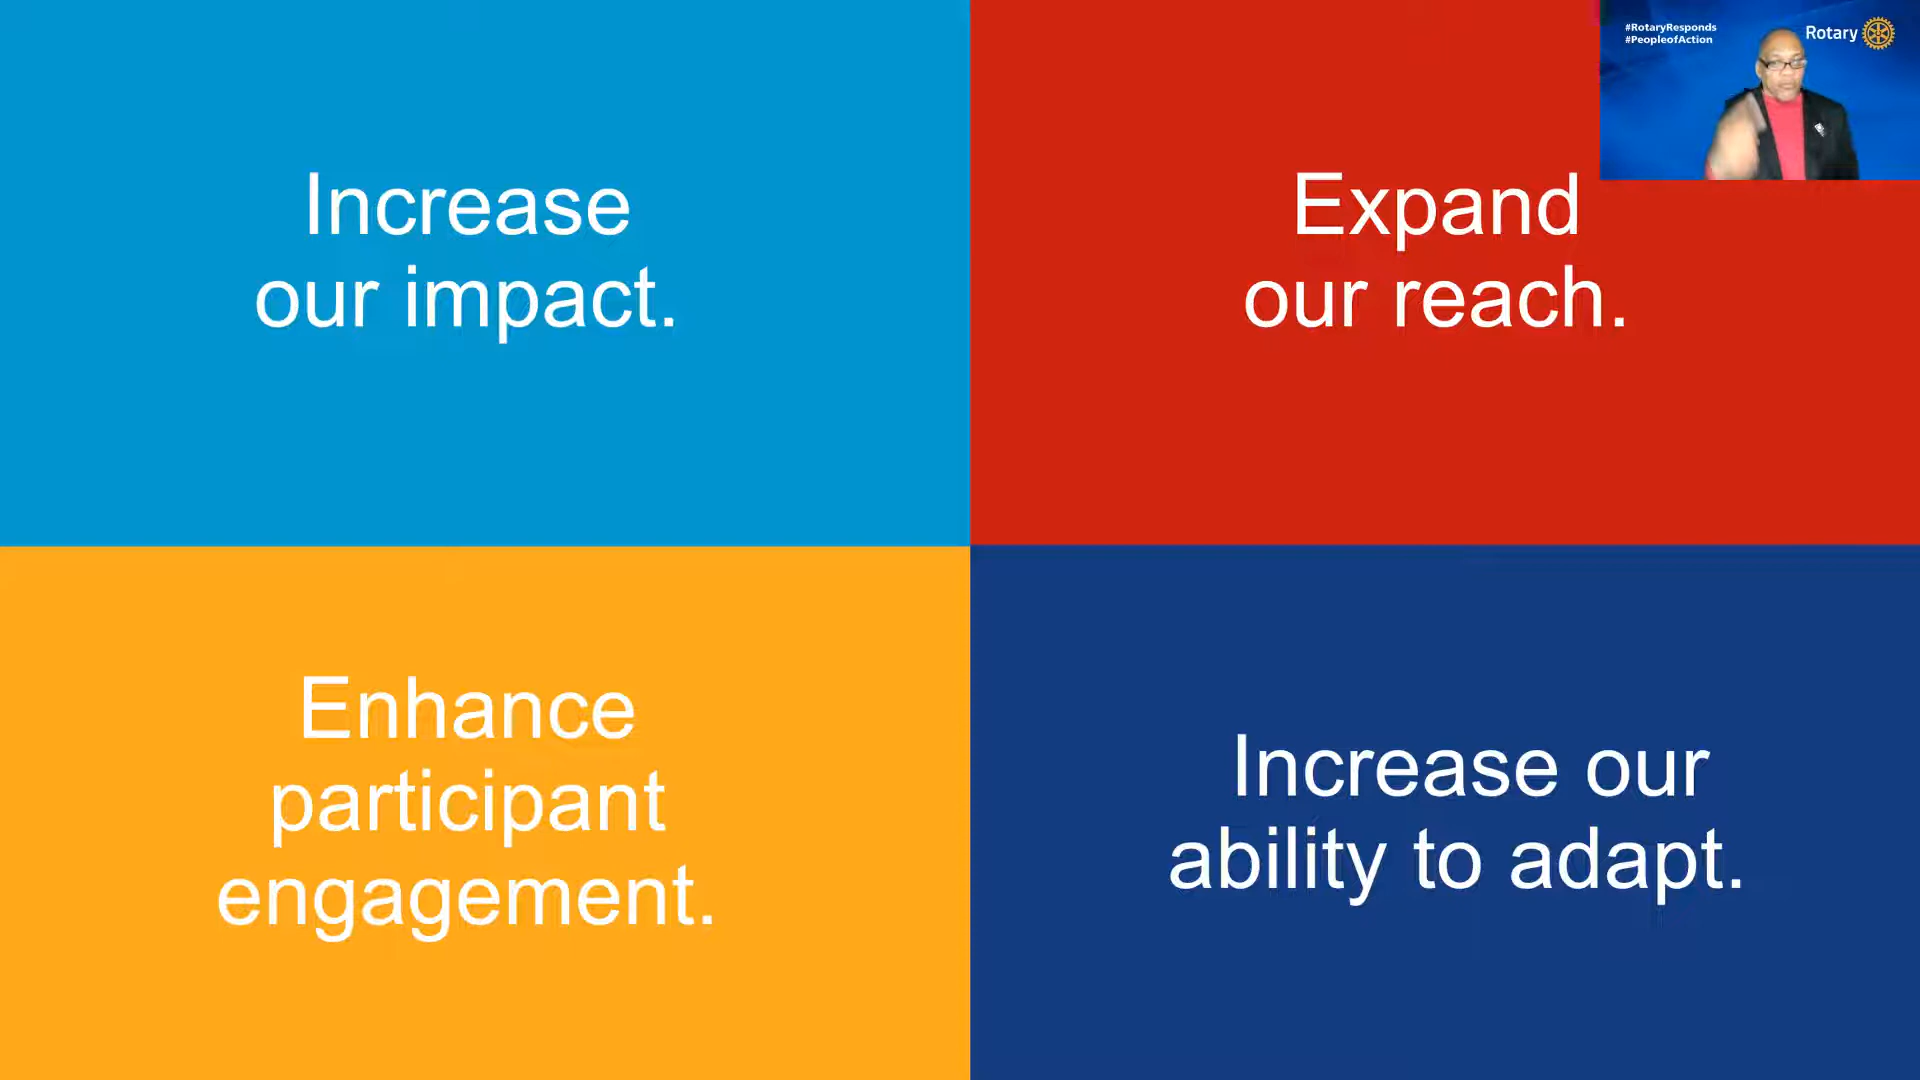 Increase
our impact.
Expand
our reach.
#RotaryResponds
#PeopleofAction
Rotary
Enhance
participant
engagement.
Increase our
ability to adapt.